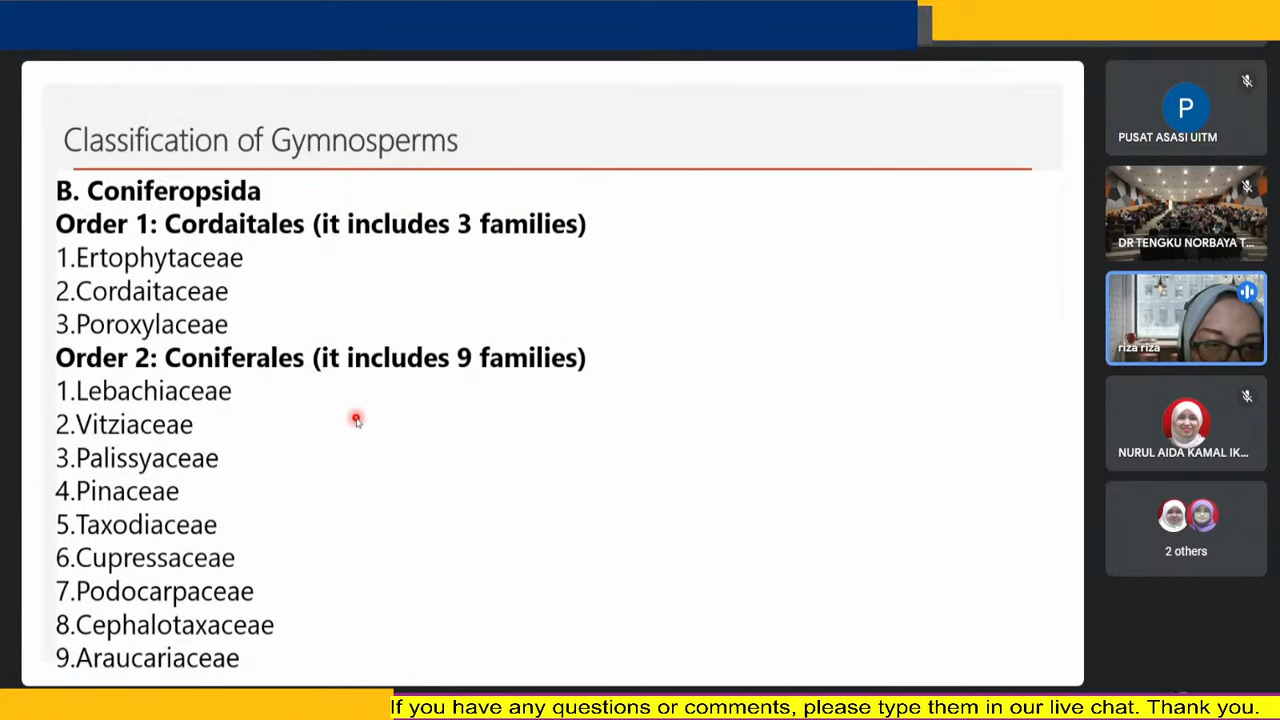 Classification of Gymnosperms
B. Coniferopsida
Order 1: Cordaitales (it includes 3 families)
1.Ertophytaceae
2.Cordaitaceae
3.Poroxylaceae
Order 2: Coniferales (it includes 9 families)
1.Lebachiaceae
2.Vitziaceae
3.Palissyaceae
4.Pinaceae
5.Taxodiaceae
6.Cupressaceae
7.Podocarpaceae
8.Cephalotaxaceae
9.Araucariaceae
P
PUSAT ASASI UITM
DR TENGKU NORBAYA T...
riza riza
NURUL AIDA KAMAL IK...
2 others
If you have any questions or comments, please type them in our live chat. Thank you.